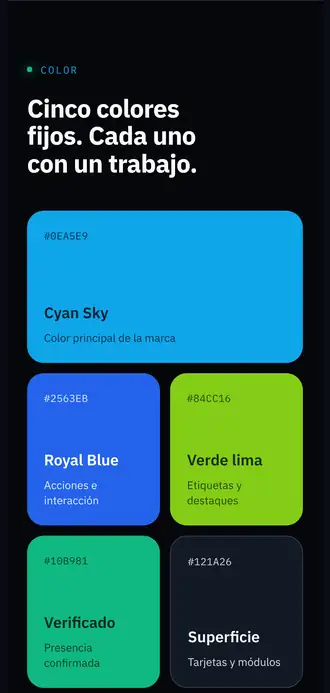 COLOR
Cinco colores
fijos. Cada uno
con un trabajo.
#0EA5E9
Cyan Sky
Color principal de la marca
#2563EB
Royal Blue
Acciones e
interacción
#84CC16
Verde lima
Etiquetas y
destaques
#10B981
Verificado
Presencia
confirmada
#121A26
Superficie
Tarjetas y módulos